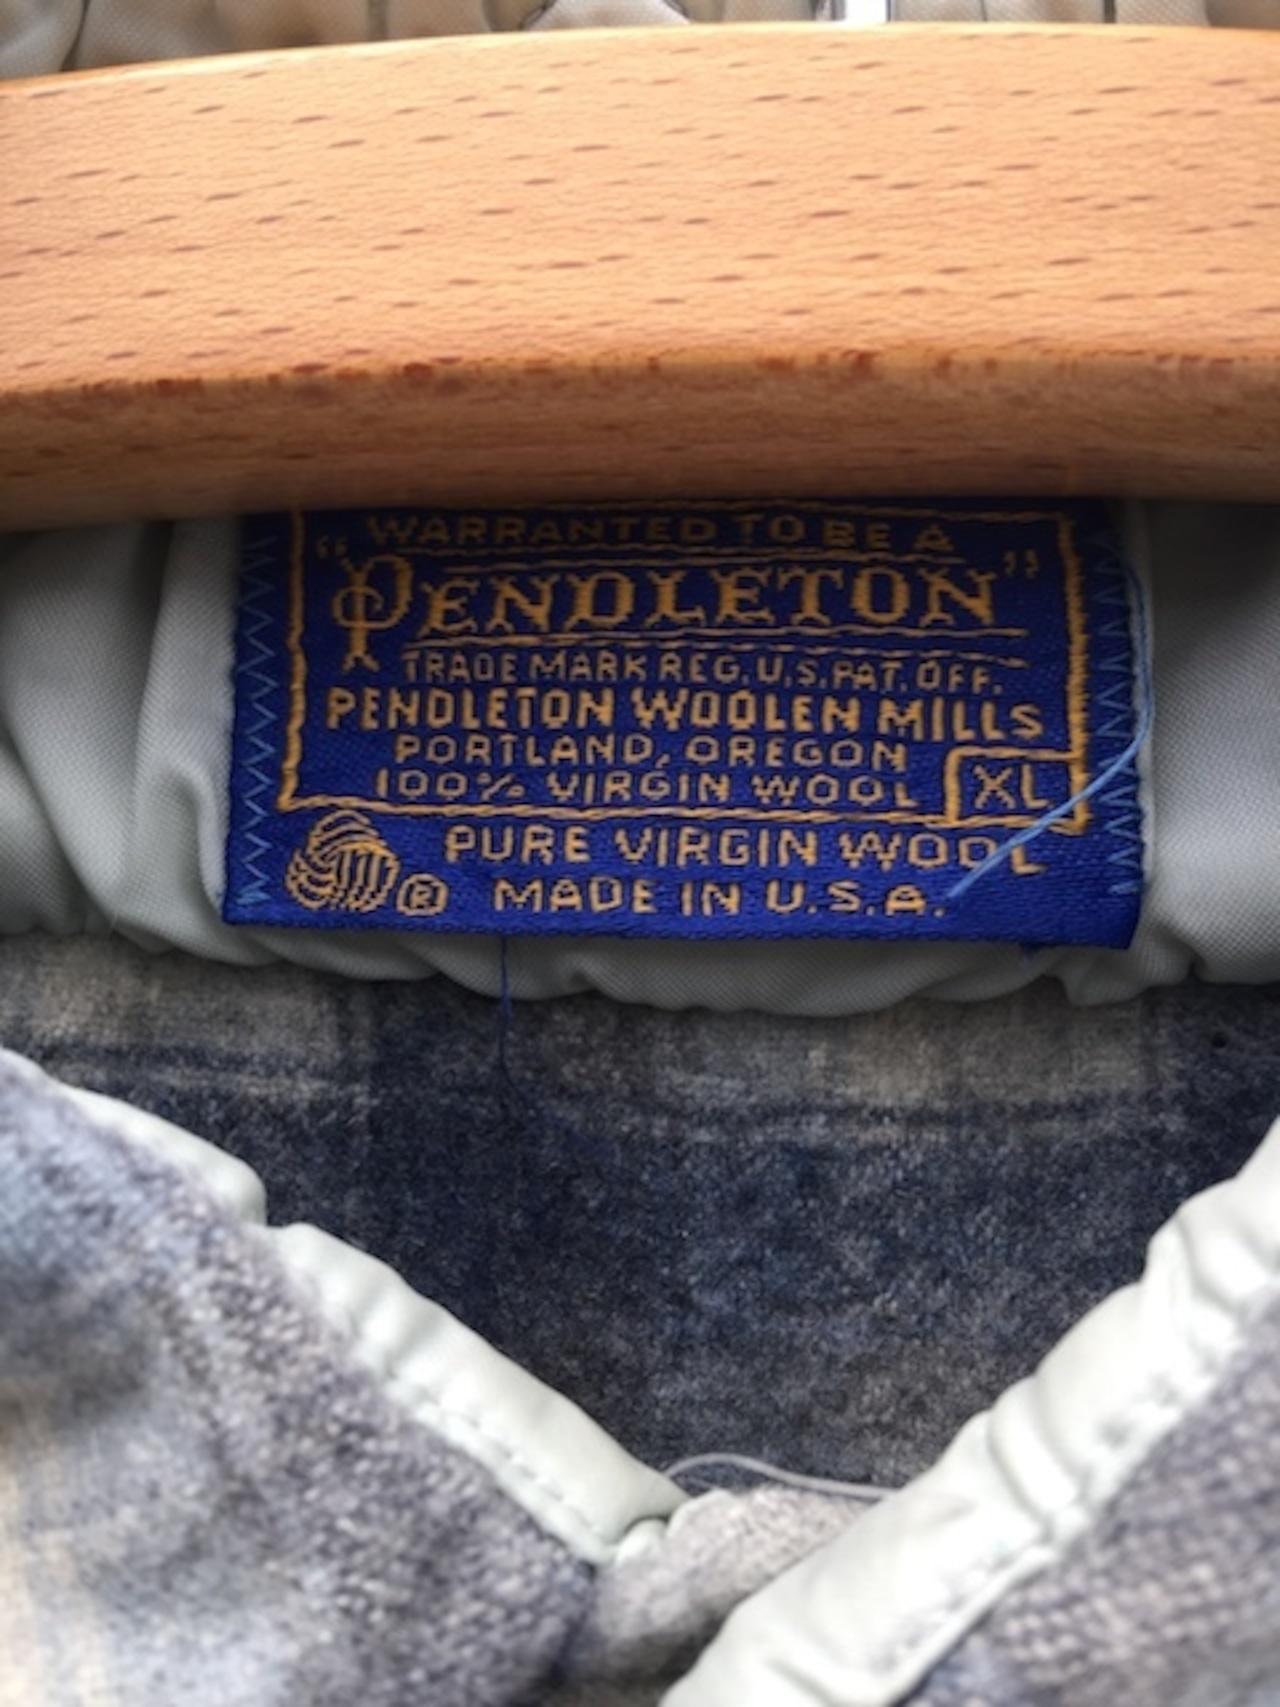 WARRANTED TO BE A
"PENDLETON"
TRADE MARK REG. U.S. PAT. OFF.
PENDLETON WOOLEN MILLS
PORTLAND, OREGON
100% VIRGIN WOOL XL
PURE VIRGIN WOOL
® MADE IN U.S.A.